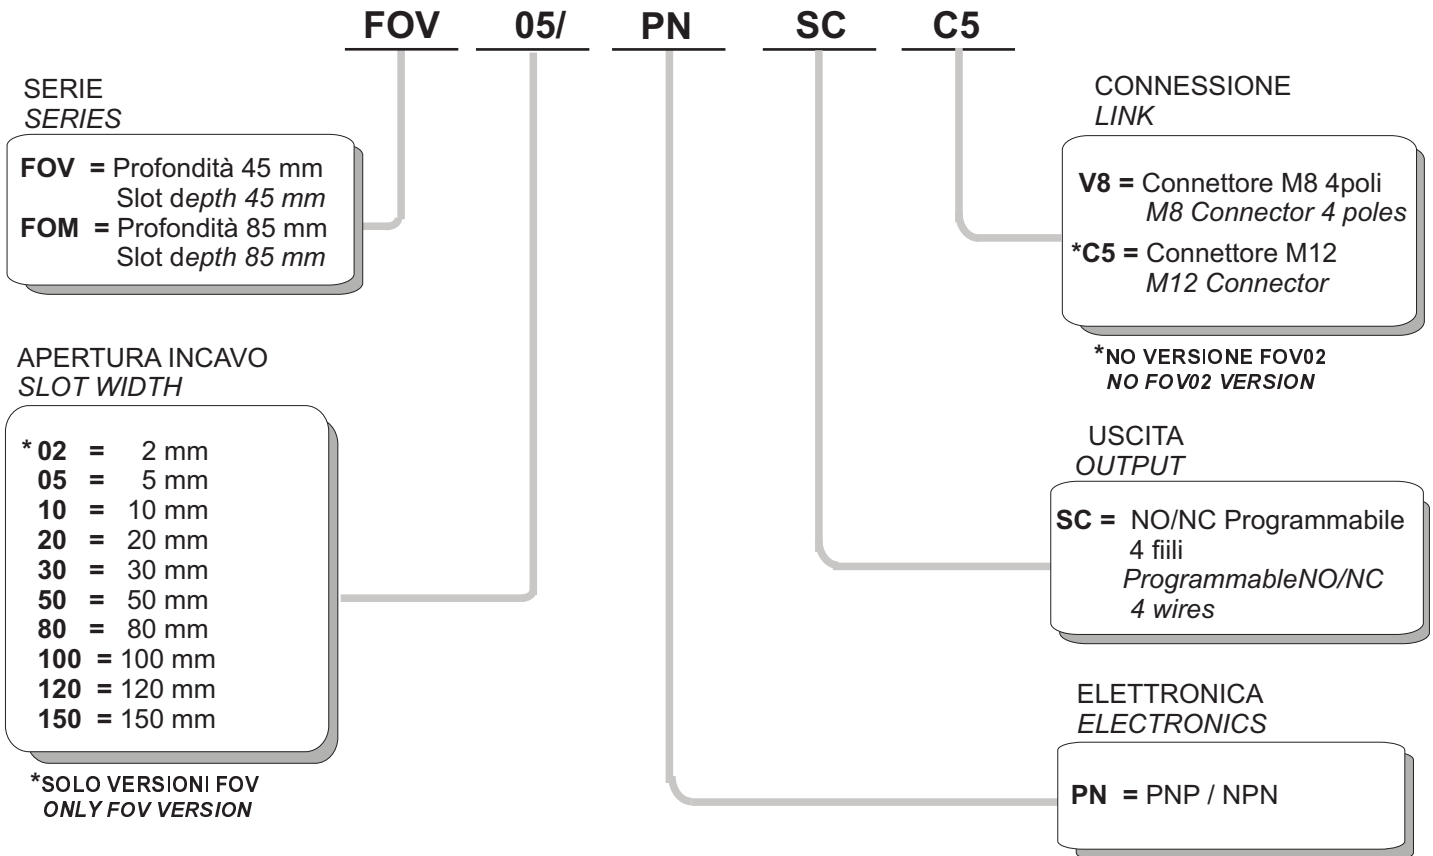 FOV 05/ PN SC C5
SERIE
SERIES
FOV = Profondità 45 mm
Slot depth 45 mm
FOM = Profondità 85 mm
Slot depth 85 mm
APERTURA INCAVO
SLOT WIDTH
*02 = 2 mm
05 = 5 mm
10 = 10 mm
20 = 20 mm
30 = 30 mm
50 = 50 mm
80 = 80 mm
100 = 100 mm
120 = 120 mm
150 = 150 mm
*SOLO VERSIONI FOV
ONLY FOV VERSION
CONNESSIONE
LINK
V8 = Connettore M8 4poli
M8 Connector 4 poles
*C5 = Connettore M12
M12 Connector
*NO VERSIONE FOV02
NO FOV02 VERSION
USCITA
OUTPUT
SC = NO/NC Programmabile
4 fiili
ProgrammableNO/NC
4 wires
ELETTRONICA
ELECTRONICS
PN = PNP / NPN